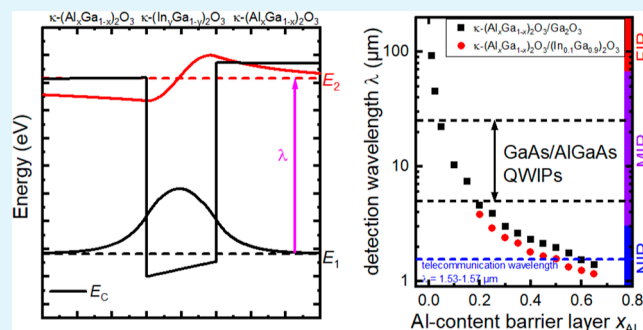 κ-(AlxGa1-x)2O3 κ-(InyGa1-y)2O3 κ-(AlxGa1-x)2O3
Energy (eV)
E2
λ
E1
EC
detection wavelength λ (μm)
100
10
1
κ-(AlxGa1-x)2O3/Ga2O3
κ-(AlxGa1-x)2O3/(In0.1Ga0.9)2O3
GaAs/AlGaAs
QWIPs
telecommunication wavelength
λ = 1.53-1.57 μm
FIR
MIR
NIR
0.0 0.2 0.4 0.6 0.8
Al-content barrier layer xAl